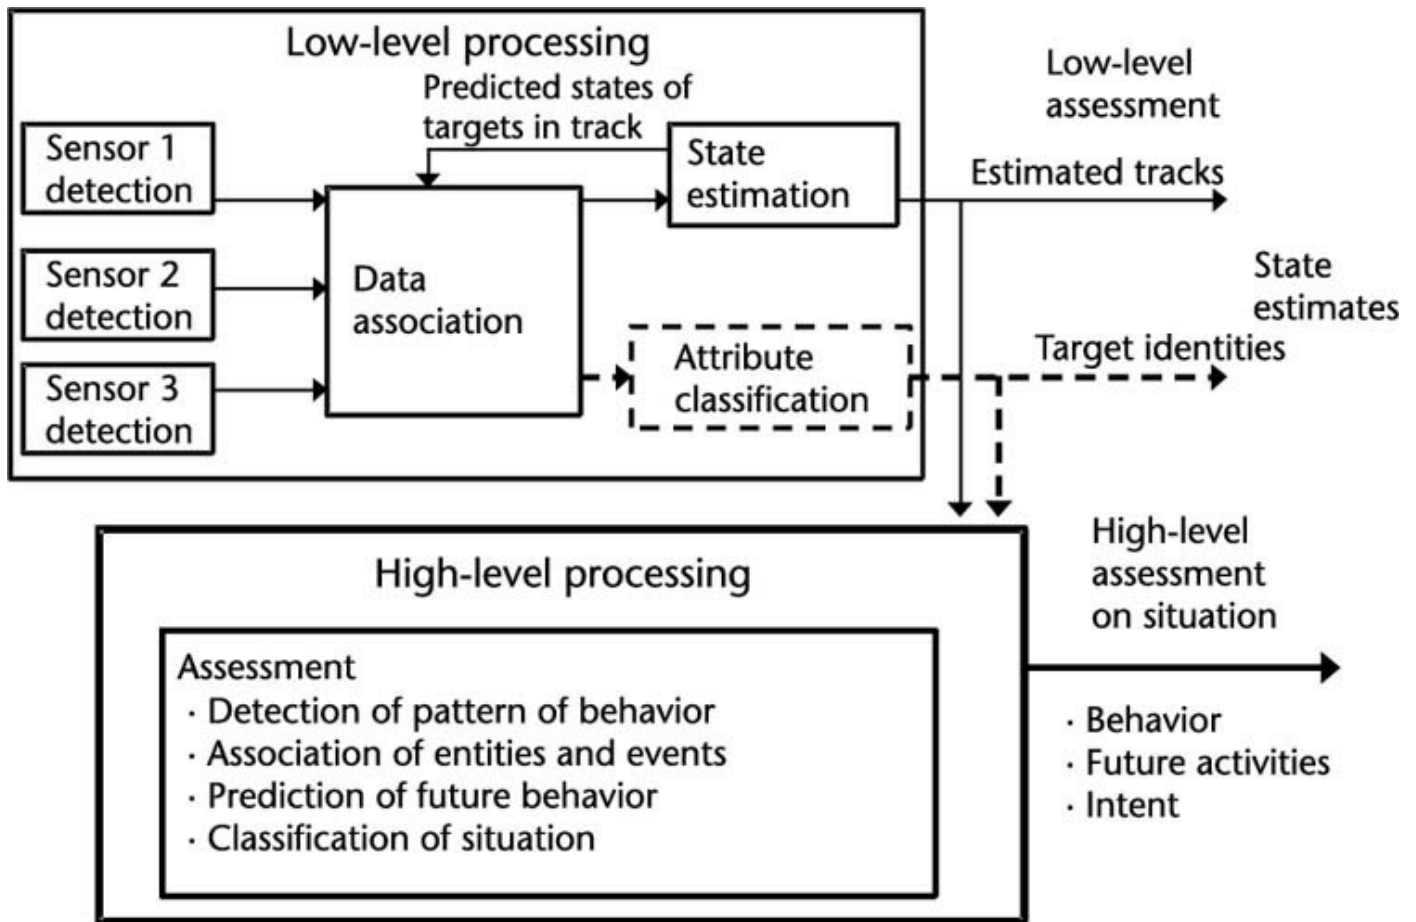 Low-level processing
Predicted states of
targets in track
Sensor 1
detection
State
estimation
Sensor 2
detection
Data
association
Sensor 3
detection
Attribute
classification
Low-level
assessment
Estimated tracks
State
estimates
Target identities
High-level processing
Assessment
· Detection of pattern of behavior
· Association of entities and events
· Prediction of future behavior
· Classification of situation
High-level
assessment
on situation
· Behavior
· Future activities
· Intent